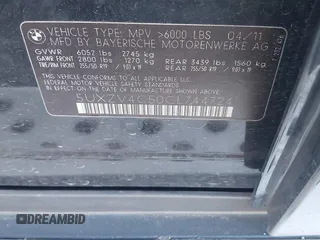 VEHICLE TYPE: MPV >6000 LBS 04/11
MFD BY BAYERISCHE MOTORENWERKE AG
GVWR 6052 lbs 2745 kg
GAWR FRONT 2800 lbs 1270 kg REAR 3439 lbs 1560 kg
THIS VEHICLE CONFORMS TO ALL APPLICABLE
FEDERAL MOTOR VEHICLE SAFETY STANDARDS
IN EFFECT ON THE DATE OF MANUFACTURE
DREAMBID